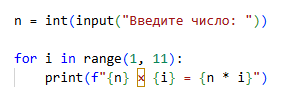 n = int(input("Введите число: "))
for i in range(1, 11):
    print(f"{n} × {i} = {n * i}")